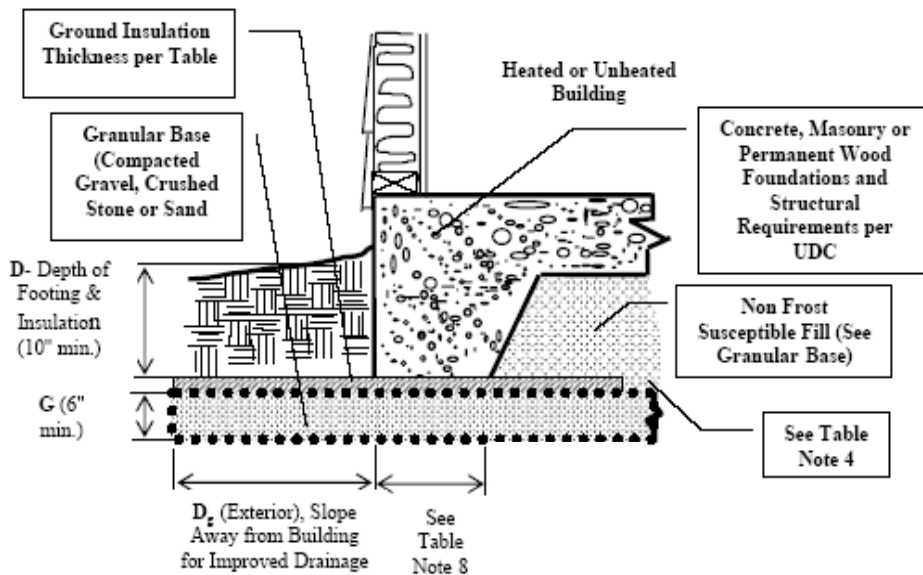 Ground Insulation
Thickness per Table
Heated or Unheated
Building
Granular Base
(Compacted
Gravel, Crushed
Stone or Sand
Concrete, Masonry or
Permanent Wood
Foundations and
Structural
Requirements per
UDC
D- Depth of
Footing &
Insulation
(10" min.)
Non Frost
Susceptible Fill (See
Granular Base)
G (6"
min.)
See Table
Note 4
Dg (Exterior), Slope
Away from Building
for Improved Drainage
See
Table
Note 8